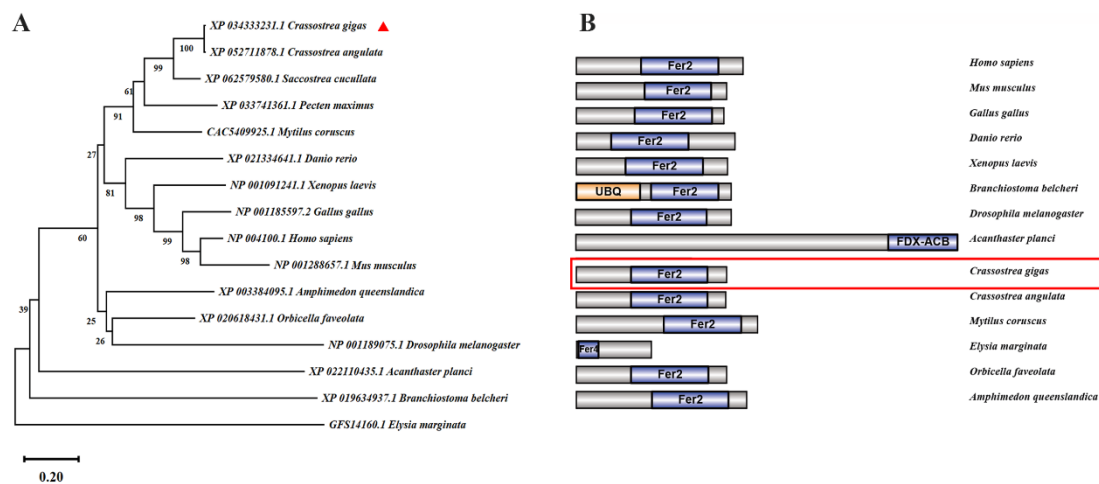 A
XP 034333231.1 Crassostrea gigas
100
XP 052711878.1 Crassostrea angulata
99
XP 062579580.1 Saccostrea cucullata
61
XP 033741361.1 Pecten maximus
91
CAC5409925.1 Mytilus coruscus
27
XP 021334641.1 Danio rerio
81
NP 001091241.1 Xenopus laevis
98
NP 001185597.2 Gallus gallus
99
60
NP 004100.1 Homo sapiens
98
NP 001288657.1 Mus musculus
XP 003384095.1 Amphimedon queenslandica
39
25
XP 020618431.1 Orbicella faveolata
26
NP 001189075.1 Drosophila melanogaster
XP 022110435.1 Acanthaster planci
XP 019634937.1 Branchiostoma belcheri
GFS14160.1 Elysia marginata
0.20
B
Fer2 Homo sapiens
Fer2 Mus musculus
Fer2 Gallus gallus
Fer2 Danio rerio
Fer2 Xenopus laevis
UBQ Fer2 Branchiostoma belcheri
Fer2 Drosophila melanogaster
FDX-ACB Acanthaster planci
Fer2 Crassostrea gigas
Fer2 Crassostrea angulata
Fer2 Mytilus coruscus
Fer4 Elysia marginata
Fer2 Orbicella faveolata
Fer2 Amphimedon queenslandica